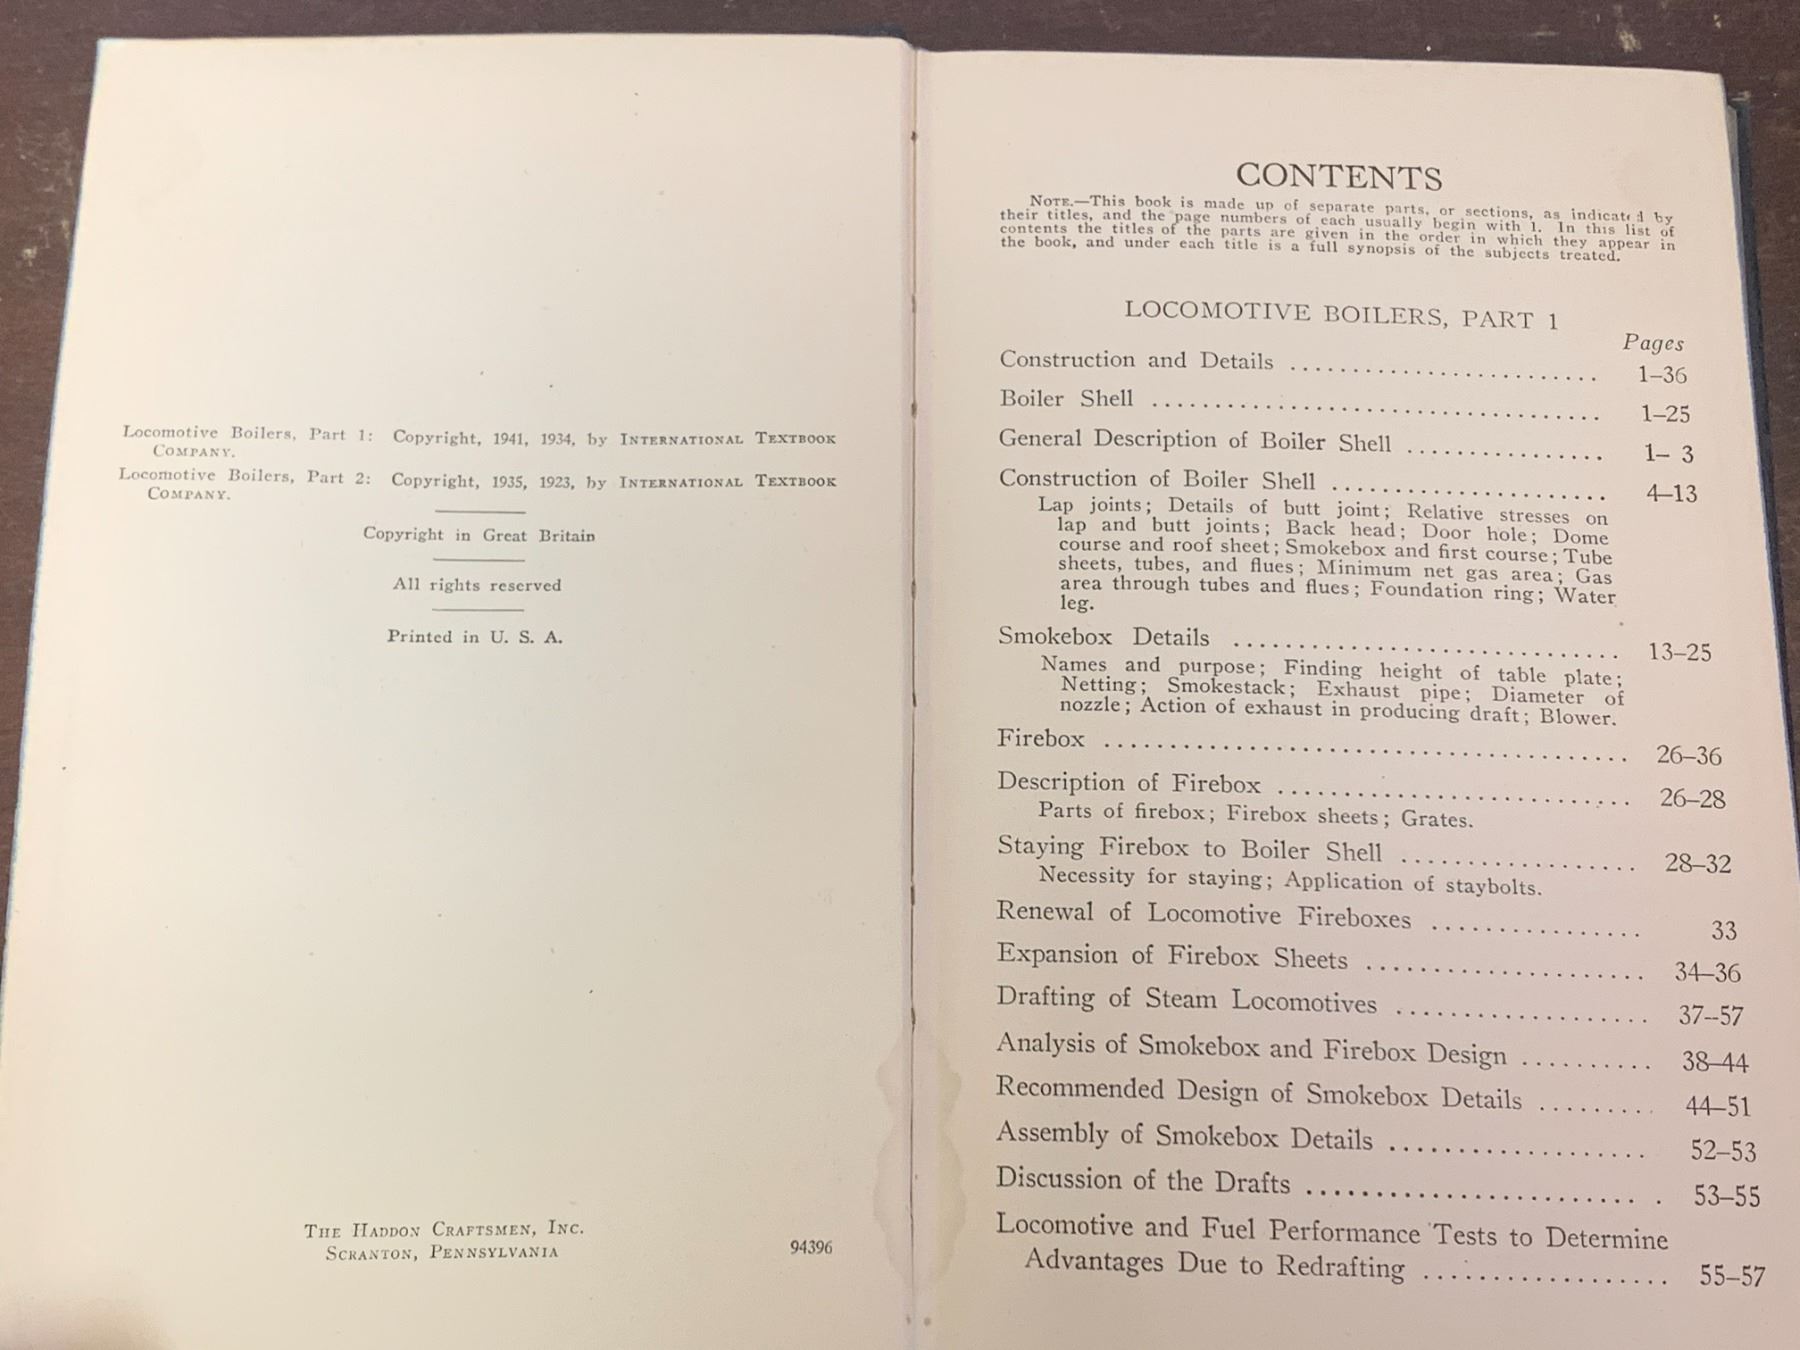 Locomotive Boilers, Part 1: Copyright, 1941, 1934, by INTERNATIONAL TEXTBOOK
COMPANY.
Locomotive Boilers, Part 2: Copyright, 1935, 1923, by INTERNATIONAL TEXTBOOK
COMPANY.
Copyright in Great Britain
All rights reserved
Printed in U. S. A.
THE HADDON CRAFTSMEN, INC.
SCRANTON, PENNSYLVANIA
94396
CONTENTS
NOTE.—This book is made up of separate parts, or sections, as indicated by
their titles, and the page numbers of each usually begin with 1. In this list of
contents the titles of the parts are given in the order in which they appear in
the book, and under each title is a full synopsis of the subjects treated.
LOCOMOTIVE BOILERS, PART 1
Pages
Construction and Details ........................ 1–36
Boiler Shell .................................. 1–25
General Description of Boiler Shell ................ 1– 3
Construction of Boiler Shell ...................... 4–13
Lap joints; Details of butt joint; Relative stresses on
lap and butt joints; Back head; Door hole; Dome
course and roof sheet; Smokebox and first course; Tube
sheets, tubes, and flues; Minimum net gas area; Gas
area through tubes and flues; Foundation ring; Water
leg.
Smokebox Details .............................. 13–25
Names and purpose; Finding height of table plate;
Netting; Smokestack; Exhaust pipe; Diameter of
nozzle; Action of exhaust in producing draft; Blower.
Firebox ........................................ 26–36
Description of Firebox ........................... 26–28
Parts of firebox; Firebox sheets; Grates.
Staying Firebox to Boiler Shell .................. 28–32
Necessity for staying; Application of staybolts.
Renewal of Locomotive Fireboxes ................ 33
Expansion of Firebox Sheets ..................... 34–36
Drafting of Steam Locomotives ................... 37–57
Analysis of Smokebox and Firebox Design .......... 38–44
Recommended Design of Smokebox Details ......... 44–51
Assembly of Smokebox Details ................... 52–53
Discussion of the Drafts ......................... 53–55
Locomotive and Fuel Performance Tests to Determine
Advantages Due to Redrafting .................. 55–57